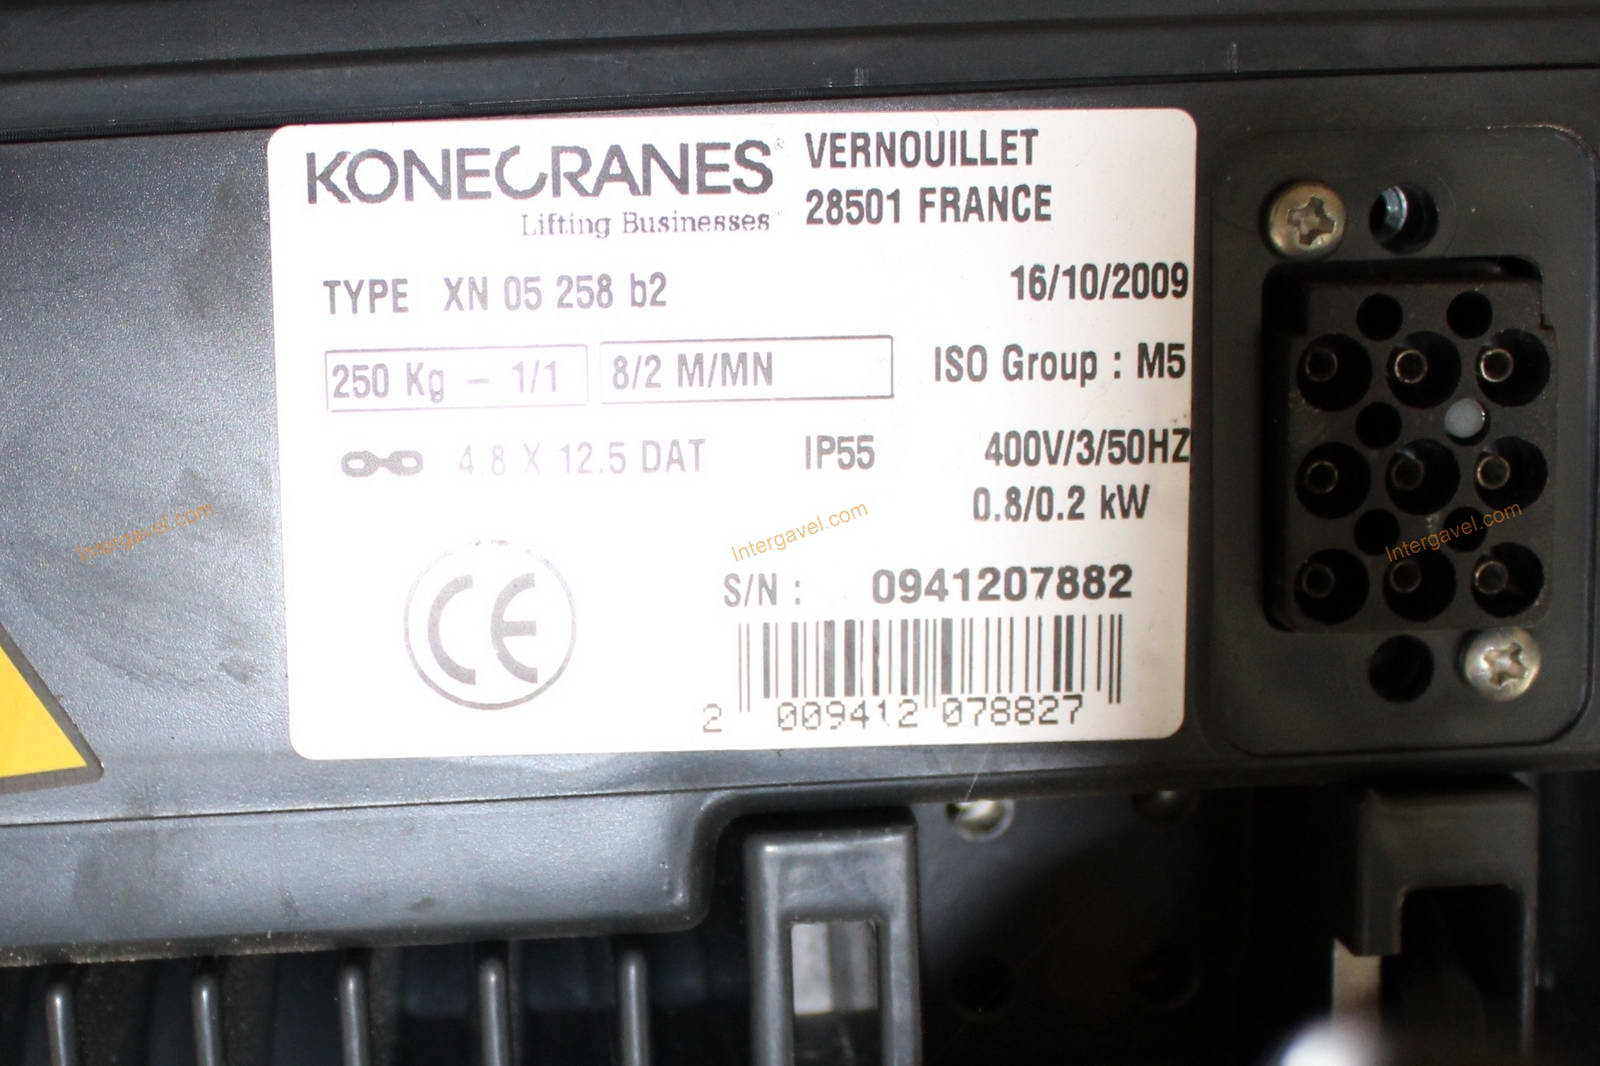 KONECRANES®
Lifting Businesses™
VERNOUILLET
28501 FRANCE
TYPE XN 05 258 b2
16/10/2009
250 Kg - 1/1
8/2 M/MN
ISO Group : M5
4.8 X 12.5 DAT
IP55
400V/3/50HZ
0.8/0.2 kW
CE
S/N : 0941207882
2 009412 078827
Intergavel.com
Intergavel.com
Intergavel.com